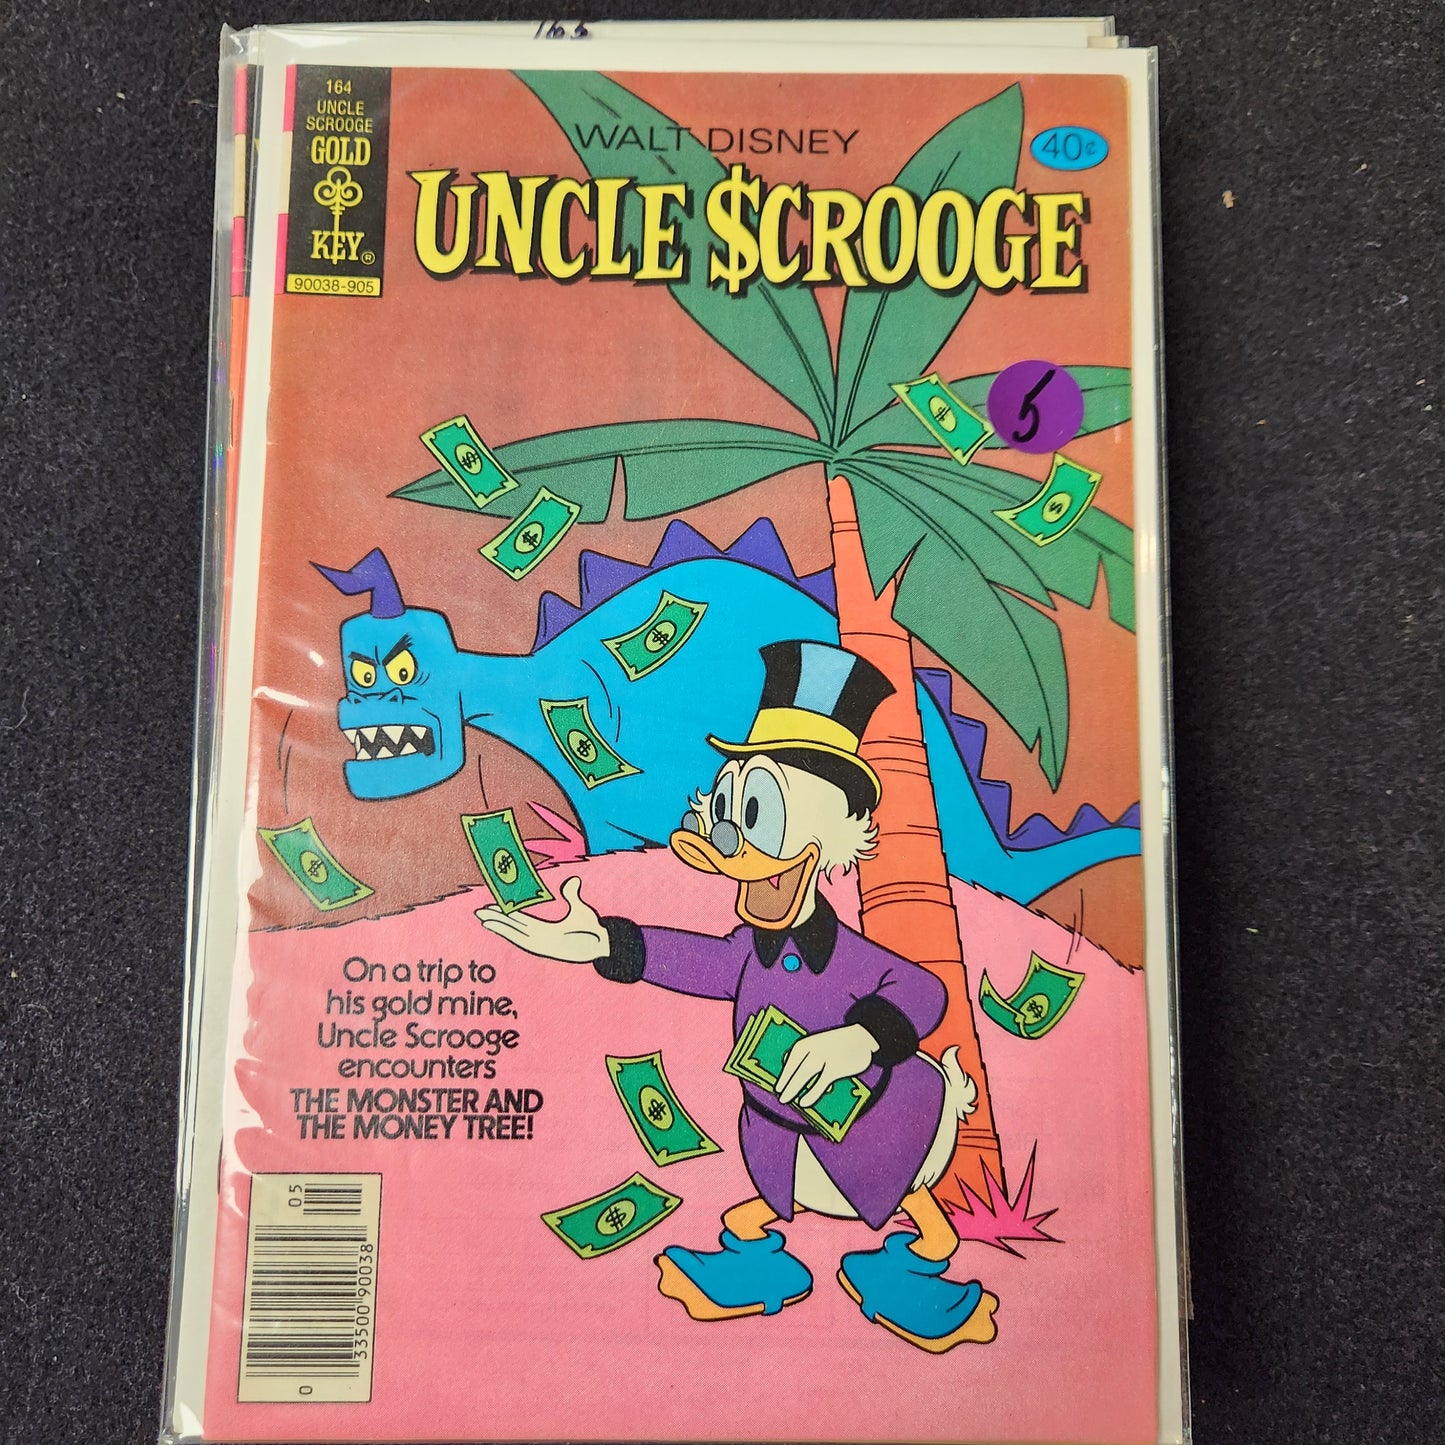 165
164
UNCLE
SCROOGE
GOLD
KEY®
90038-905
WALT DISNEY
40¢
UNCLE $CROOGE
5
On a trip to
his gold mine,
Uncle Scrooge
encounters
THE MONSTER AND
THE MONEY TREE!
05
33500 90038
0